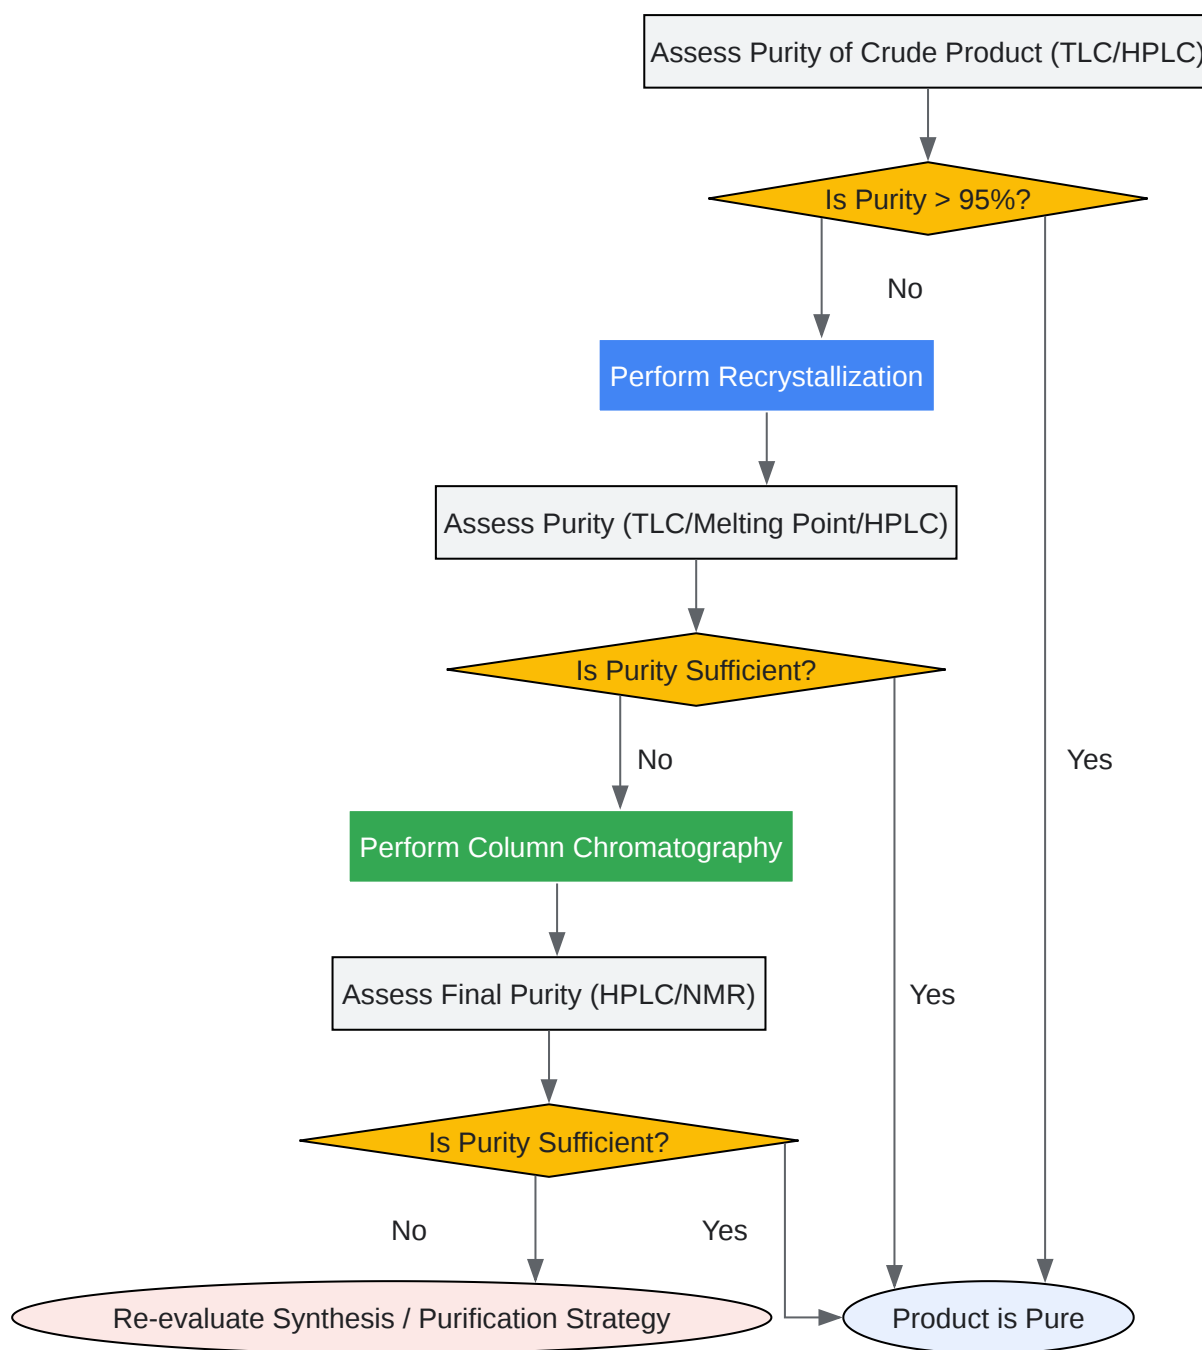 Assess Purity of Crude Product (TLC/HPLC)
Is Purity > 95%?
No
Perform Recrystallization
Assess Purity (TLC/Melting Point/HPLC)
Is Purity Sufficient?
No
Yes
Perform Column Chromatography
Assess Final Purity (HPLC/NMR)
Yes
Is Purity Sufficient?
No
Yes
Re-evaluate Synthesis / Purification Strategy
Product is Pure